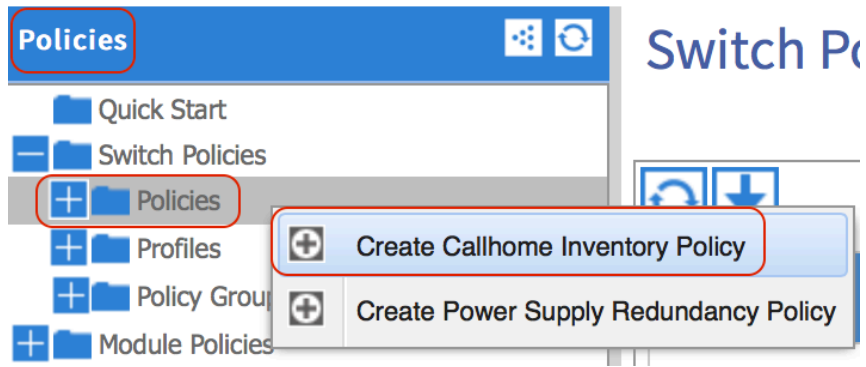 Policies
Switch Po
Quick Start
Switch Policies
Policies
Profiles
Create Callhome Inventory Policy
Policy Grou
Create Power Supply Redundancy Policy
Module Policies